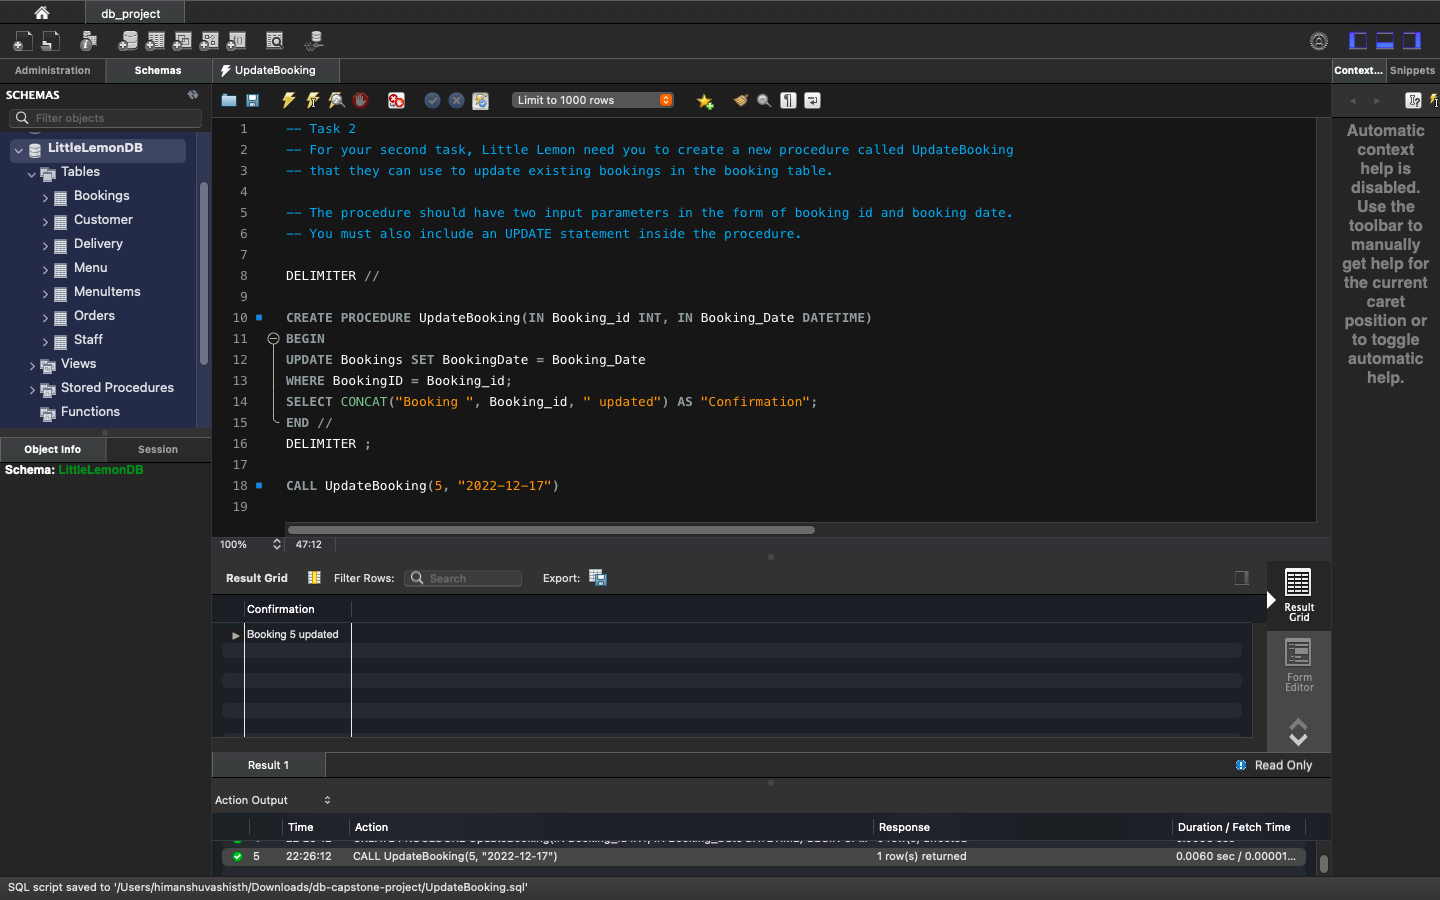 db_project
Administration
Schemas
UpdateBooking
Context...
Snippets
SCHEMAS
Filter objects
Limit to 1000 rows
LittleLemonDB
Tables
Bookings
Customer
Delivery
Menu
MenuItems
Orders
Staff
Views
Stored Procedures
Functions
Object Info
Session
Schema: LittleLemonDB
1 -- Task 2
2 -- For your second task, Little Lemon need you to create a new procedure called UpdateBooking
3 -- that they can use to update existing bookings in the booking table.
4
5 -- The procedure should have two input parameters in the form of booking id and booking date.
6 -- You must also include an UPDATE statement inside the procedure.
7
8 DELIMITER //
9
10 CREATE PROCEDURE UpdateBooking(IN Booking_id INT, IN Booking_Date DATETIME)
11 BEGIN
12 UPDATE Bookings SET BookingDate = Booking_Date
13 WHERE BookingID = Booking_id;
14 SELECT CONCAT("Booking ", Booking_id, " updated") AS "Confirmation";
15 END //
16 DELIMITER ;
17
18 CALL UpdateBooking(5, "2022-12-17")
19
100% 47:12
Automatic
context
help is
disabled.
Use the
toolbar to
manually
get help for
the current
caret
position or
to toggle
automatic
help.
Result Grid
Filter Rows:
Search
Export:
Confirmation
Booking 5 updated
Result
Grid
Form
Editor
Result 1
Read Only
Action Output
Time Action Response Duration / Fetch Time
5 22:26:12 CALL UpdateBooking(5, "2022-12-17") 1 row(s) returned 0.0060 sec / 0.00001...
SQL script saved to '/Users/himanshuvashisth/Downloads/db-capstone-project/UpdateBooking.sql'